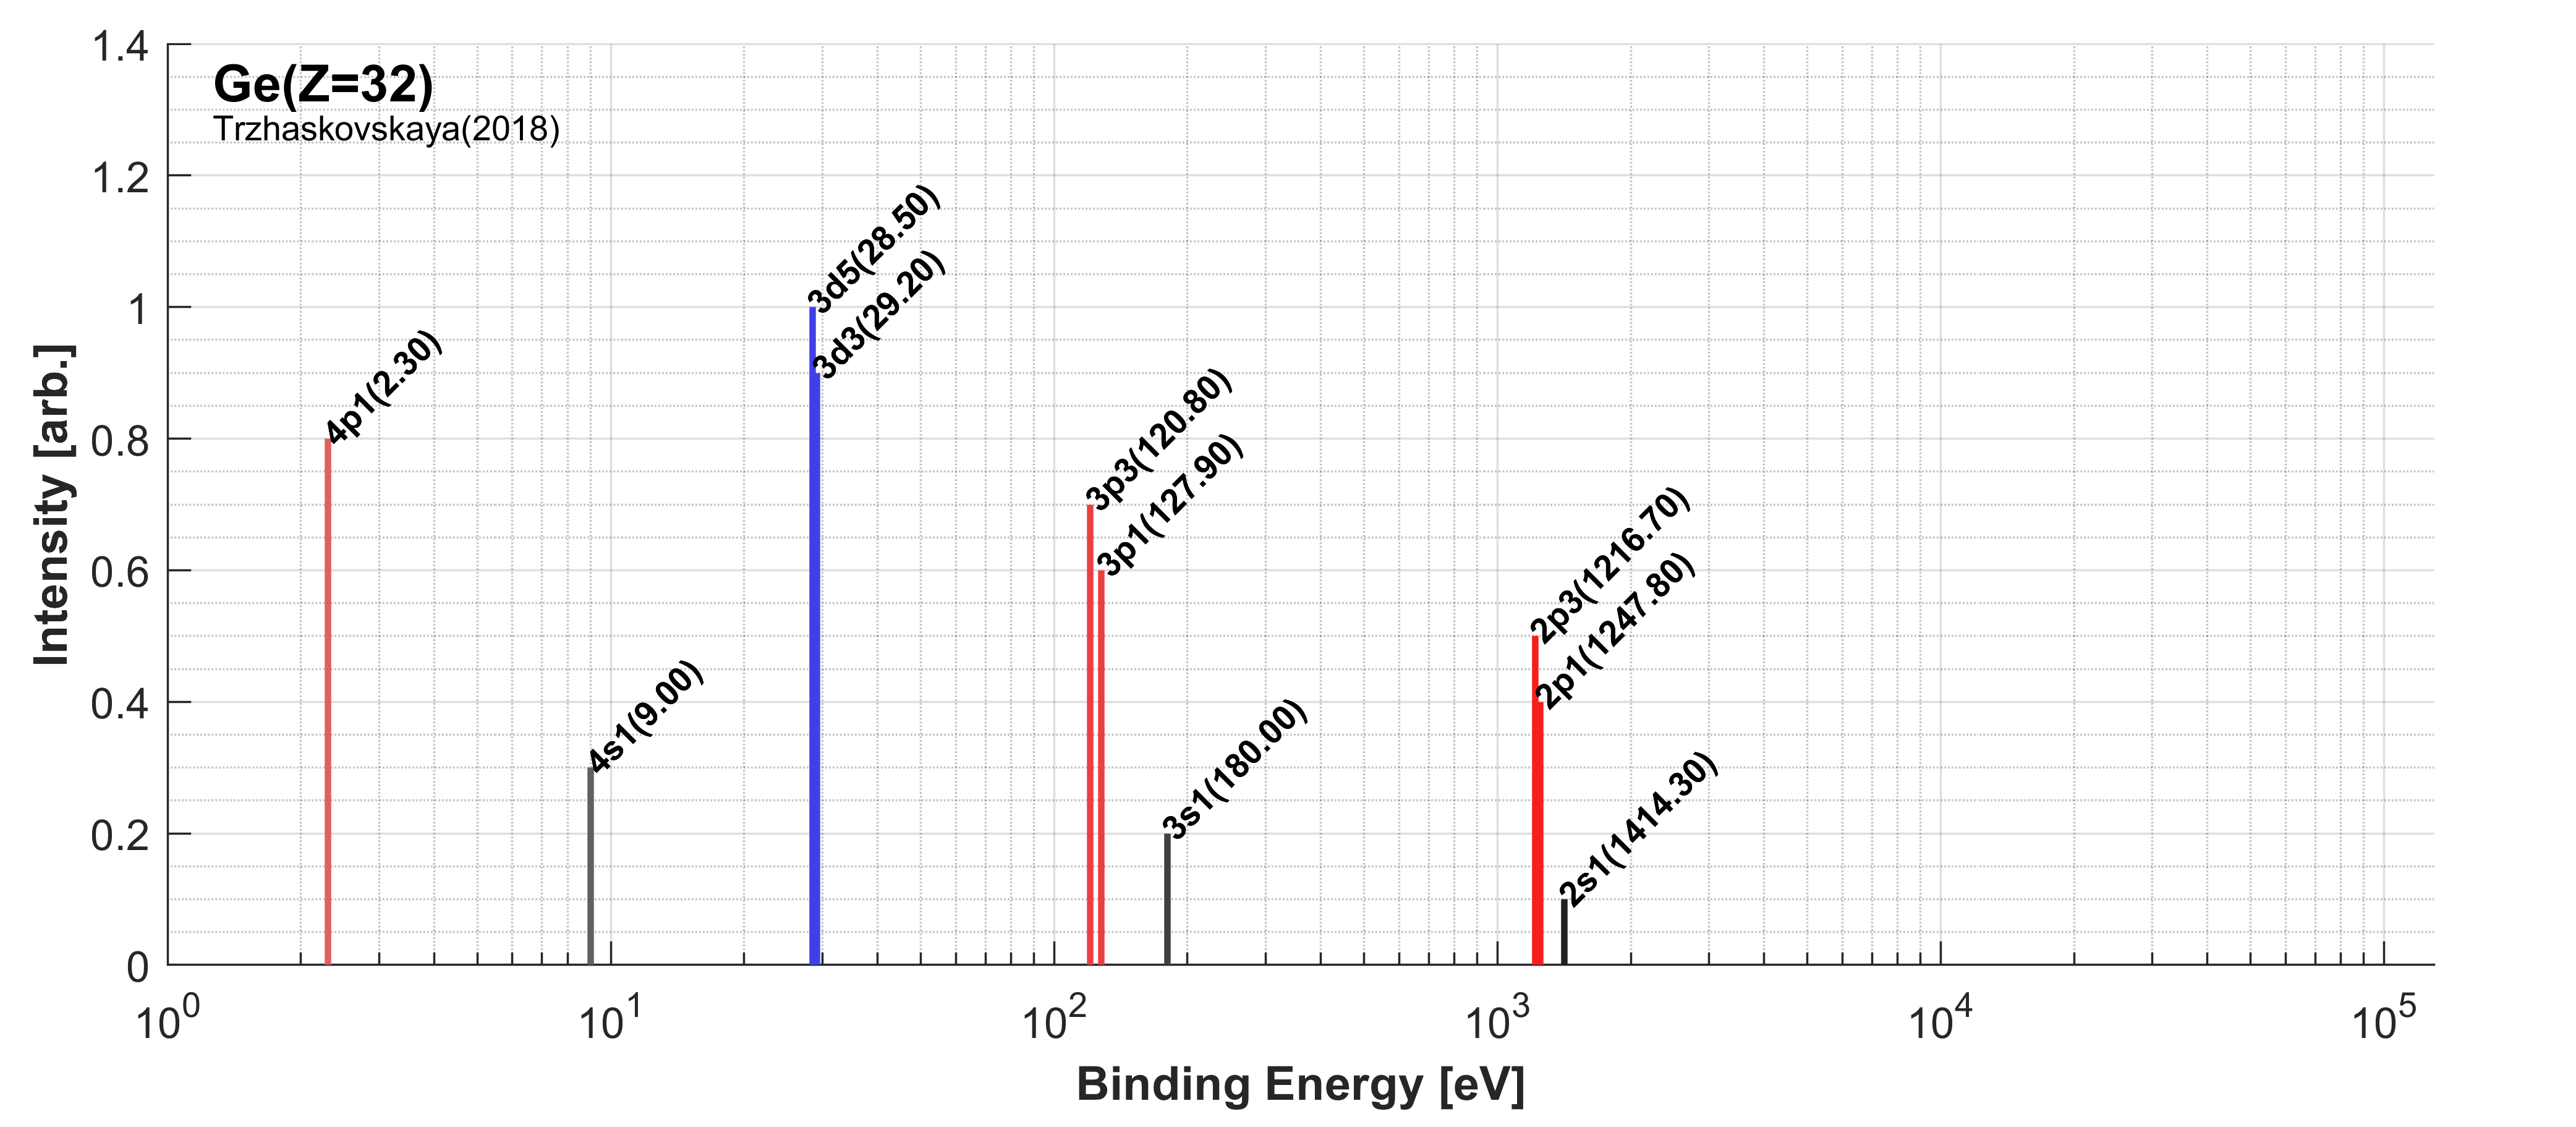 Ge(Z=32)
Trzhaskovskaya(2018)
Intensity [arb.]
1.4
1.2
1
0.8
0.6
0.4
0.2
0
4p1(2.30)
4s1(9.00)
3d5(28.50)
3d3(29.20)
3p3(120.80)
3p1(127.90)
3s1(180.00)
2p3(1216.70)
2p1(1247.80)
2s1(1414.30)
10^0
10^1
10^2
10^3
10^4
10^5
Binding Energy [eV]